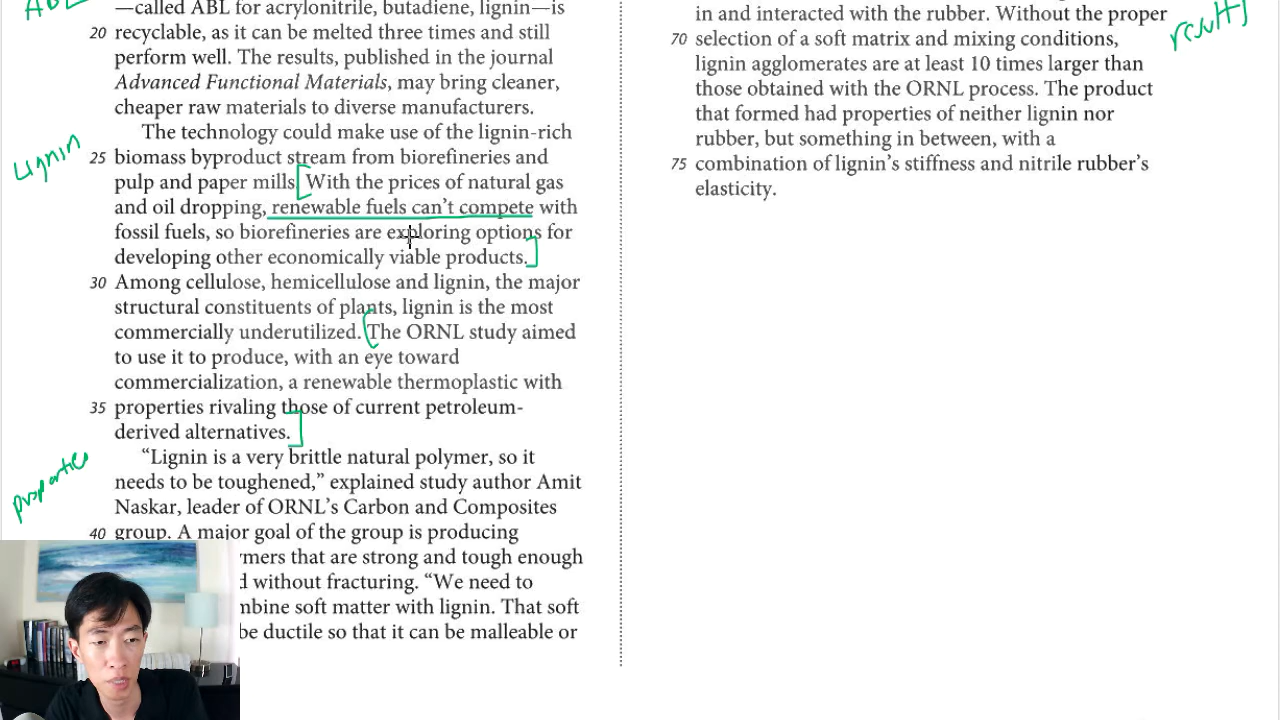 ABL
—called ABL for acrylonitrile, butadiene, lignin—is
20 recyclable, as it can be melted three times and still
perform well. The results, published in the journal
Advanced Functional Materials, may bring cleaner,
cheaper raw materials to diverse manufacturers.
The technology could make use of the lignin-rich
Lignin
25 biomass byproduct stream from biorefineries and
pulp and paper mills. With the prices of natural gas
and oil dropping, renewable fuels can’t compete with
fossil fuels, so biorefineries are exploring options for
developing other economically viable products.
30 Among cellulose, hemicellulose and lignin, the major
structural constituents of plants, lignin is the most
commercially underutilized. The ORNL study aimed
to use it to produce, with an eye toward
commercialization, a renewable thermoplastic with
35 properties rivaling those of current petroleum-
derived alternatives.
properties
“Lignin is a very brittle natural polymer, so it
needs to be toughened,” explained study author Amit
Naskar, leader of ORNL’s Carbon and Composites
40 group. A major goal of the group is producing
mers that are strong and tough enough
d without fracturing. “We need to
mbine soft matter with lignin. That soft
be ductile so that it can be malleable or
in and interacted with the rubber. Without the proper
results
70 selection of a soft matrix and mixing conditions,
lignin agglomerates are at least 10 times larger than
those obtained with the ORNL process. The product
that formed had properties of neither lignin nor
rubber, but something in between, with a
75 combination of lignin’s stiffness and nitrile rubber’s
elasticity.